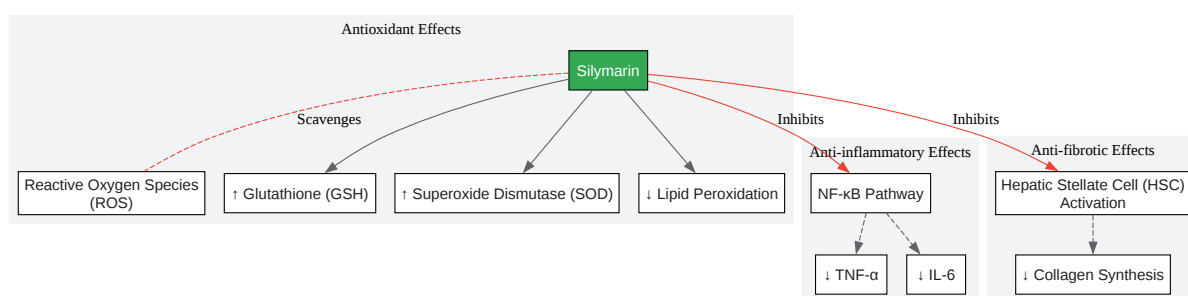 Antioxidant Effects
Silymarin
Scavenges
Inhibits
Inhibits
Anti-inflammatory Effects
Anti-fibrotic Effects
Reactive Oxygen Species
(ROS)
↑ Glutathione (GSH)
↑ Superoxide Dismutase (SOD)
↓ Lipid Peroxidation
NF-κB Pathway
Hepatic Stellate Cell (HSC)
Activation
↓ TNF-α
↓ IL-6
↓ Collagen Synthesis